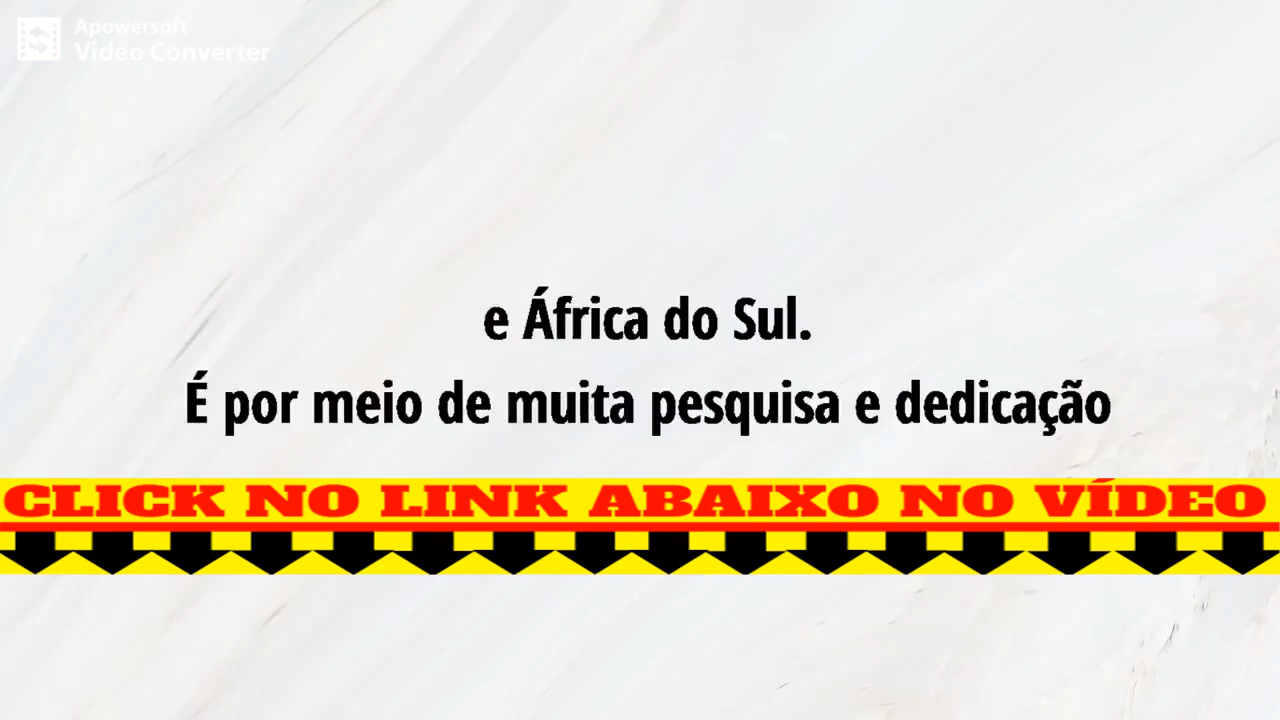 Apowersoft
Video Converter
e África do Sul.
É por meio de muita pesquisa e dedicação
CLICK NO LINK ABAIXO NO VÍDEO